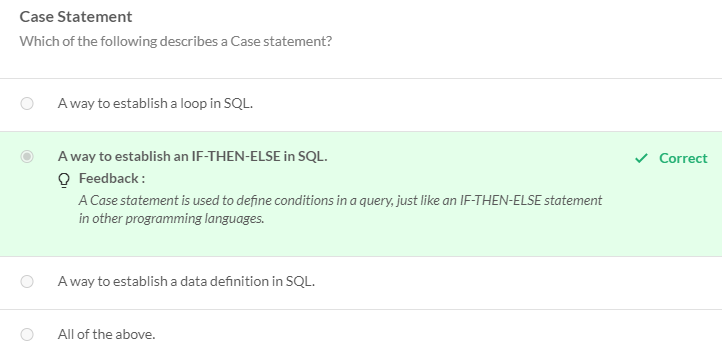 Case Statement
Which of the following describes a Case statement?
A way to establish a loop in SQL.
A way to establish an IF-THEN-ELSE in SQL.
Correct
Feedback :
A Case statement is used to define conditions in a query, just like an IF-THEN-ELSE statement
in other programming languages.
A way to establish a data definition in SQL.
All of the above.